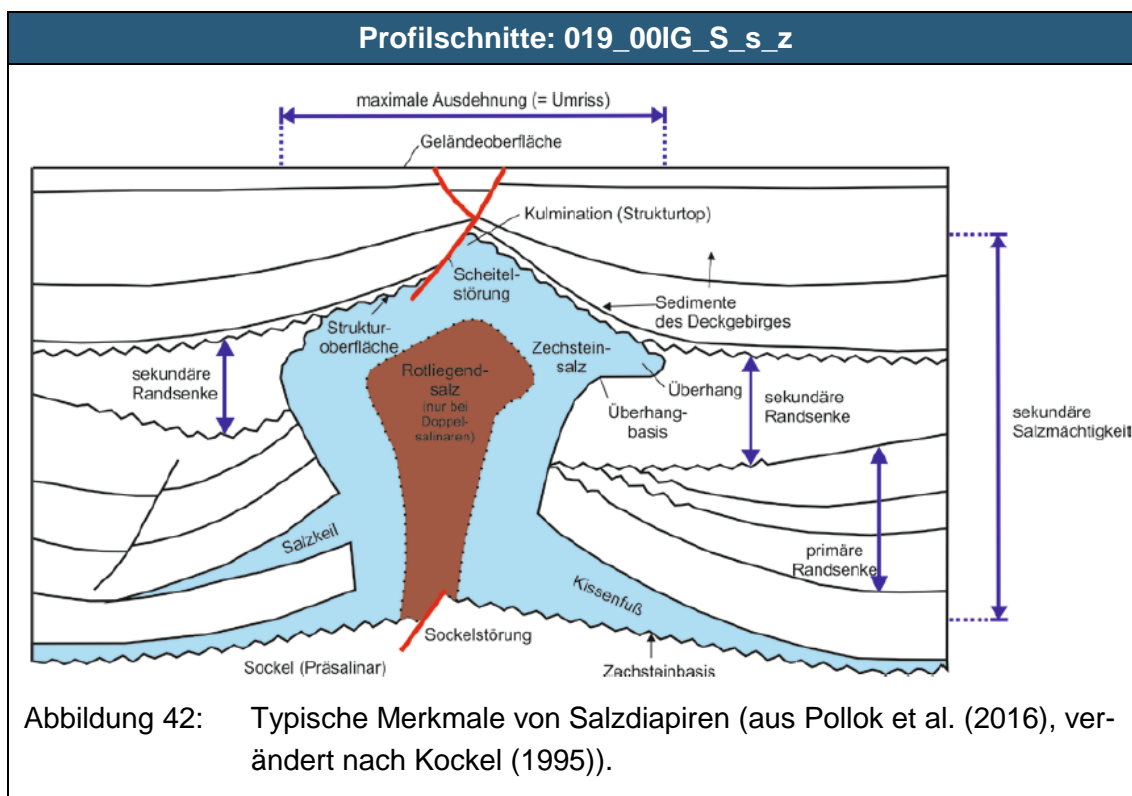 Profilschnitte: 019_00IG_S_s_z
maximale Ausdehnung (= Umriss)
Geländeoberfläche
Kulmination (Strukturtop)
Scheitel-
störung
Sedimente
des Deckgebirges
Struktur-
oberfläche
Zechstein-
salz
sekundäre
Randsenke
Rotliegend-
salz
(nur bei
Doppel-
salinaren)
Überhang
Überhang-
basis
sekundäre
Randsenke
sekundäre
Salzmächtigkeit
Salzkeil
primäre
Randsenke
Kissenfuß
Sockelstörung
Sockel (Präsalinar)
Zechsteinbasis
Abbildung 42: Typische Merkmale von Salzdiapiren (aus Pollok et al. (2016), ver-
ändert nach Kockel (1995)).